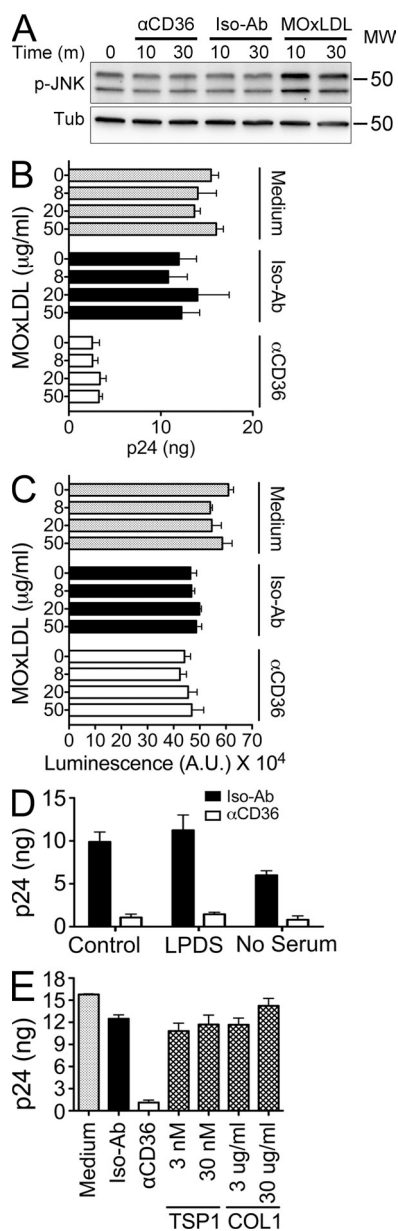 A
αCD36 Iso-Ab MOxLDL
Time (m) 0 10 30 10 30 10 30 MW
p-JNK 50
Tub 50
B
MOxLDL (μg/ml)
0
8
20
50
Medium
0
8
20
50
Iso-Ab
0
8
20
50
αCD36
0 10 20
p24 (ng)
C
MOxLDL (μg/ml)
0
8
20
50
Medium
0
8
20
50
Iso-Ab
0
8
20
50
αCD36
0 10 20 30 40 50 60 70
Luminescence (A.U.) X 10⁴
D
p24 (ng)
15
10
5
0
Iso-Ab
αCD36
Control LPDS No Serum
E
p24 (ng)
18
15
12
9
6
3
0
Medium
Iso-Ab
αCD36
3 nM
30 nM
3 ug/ml
30 ug/ml
TSP1 COL1